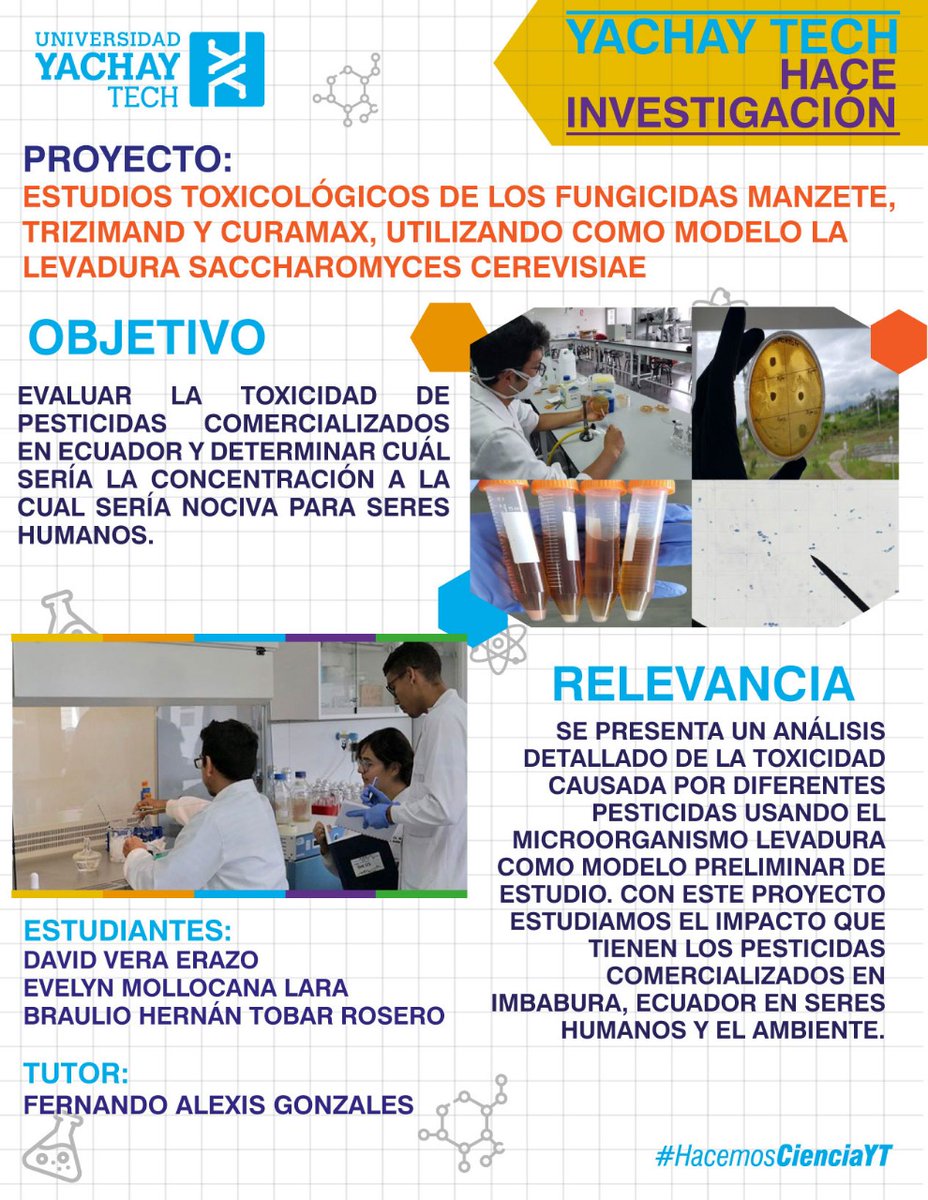 UNIVERSIDAD
YACHAY
TECH
YACHAY TECH
HACE
INVESTIGACIÓN
PROYECTO:
ESTUDIOS TOXICOLÓGICOS DE LOS FUNGICIDAS MANZETE,
TRIZIMAND Y CURAMAX, UTILIZANDO COMO MODELO LA
LEVADURA SACCHAROMYCES CEREVISIAE
OBJETIVO
EVALUAR LA TOXICIDAD DE
PESTICIDAS COMERCIALIZADOS
EN ECUADOR Y DETERMINAR CUÁL
SERÍA LA CONCENTRACIÓN A LA
CUAL SERÍA NOCIVA PARA SERES
HUMANOS.
RELEVANCIA
SE PRESENTA UN ANÁLISIS
DETALLADO DE LA TOXICIDAD
CAUSADA POR DIFERENTES
PESTICIDAS USANDO EL
MICROORGANISMO LEVADURA
COMO MODELO PRELIMINAR DE
ESTUDIO. CON ESTE PROYECTO
ESTUDIAMOS EL IMPACTO QUE
TIENEN LOS PESTICIDAS
COMERCIALIZADOS EN
IMBABURA, ECUADOR EN SERES
HUMANOS Y EL AMBIENTE.
ESTUDIANTES:
DAVID VERA ERAZO
EVELYN MOLLOCANA LARA
BRAULIO HERNÁN TOBAR ROSERO
TUTOR:
FERNANDO ALEXIS GONZALES
#HacemosCienciaYT